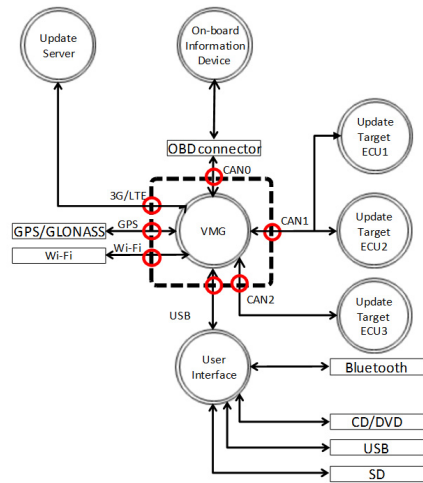 Update
Server
On-board
Information
Device
OBD connector
CAN0
3G/LTE
GPS
GPS/GLONASS
Wi-Fi
Wi-Fi
VMG
CAN1
Update
Target
ECU1
Update
Target
ECU2
CAN2
USB
Update
Target
ECU3
User
Interface
Bluetooth
CD/DVD
USB
SD